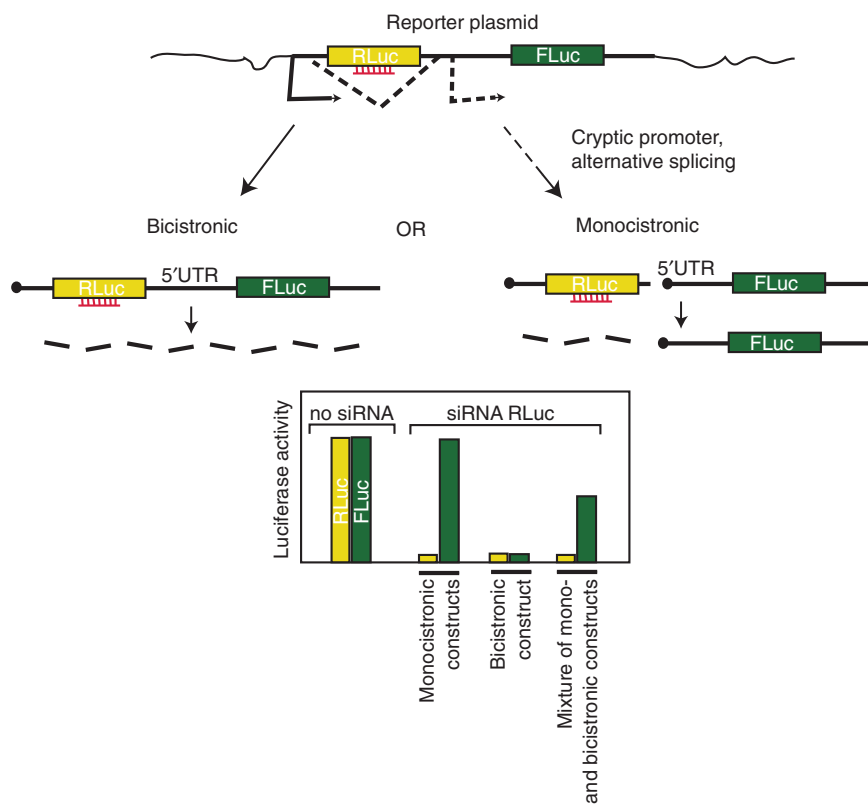 Reporter plasmid
RLuc
FLuc
Cryptic promoter,
alternative splicing
Bicistronic
OR
Monocistronic
RLuc
5′UTR
FLuc
RLuc
5′UTR
FLuc
FLuc
Luciferase activity
no siRNA
siRNA RLuc
RLuc
FLuc
Monocistronic
constructs
Bicistronic
construct
Mixture of mono-
and bicistronic constructs